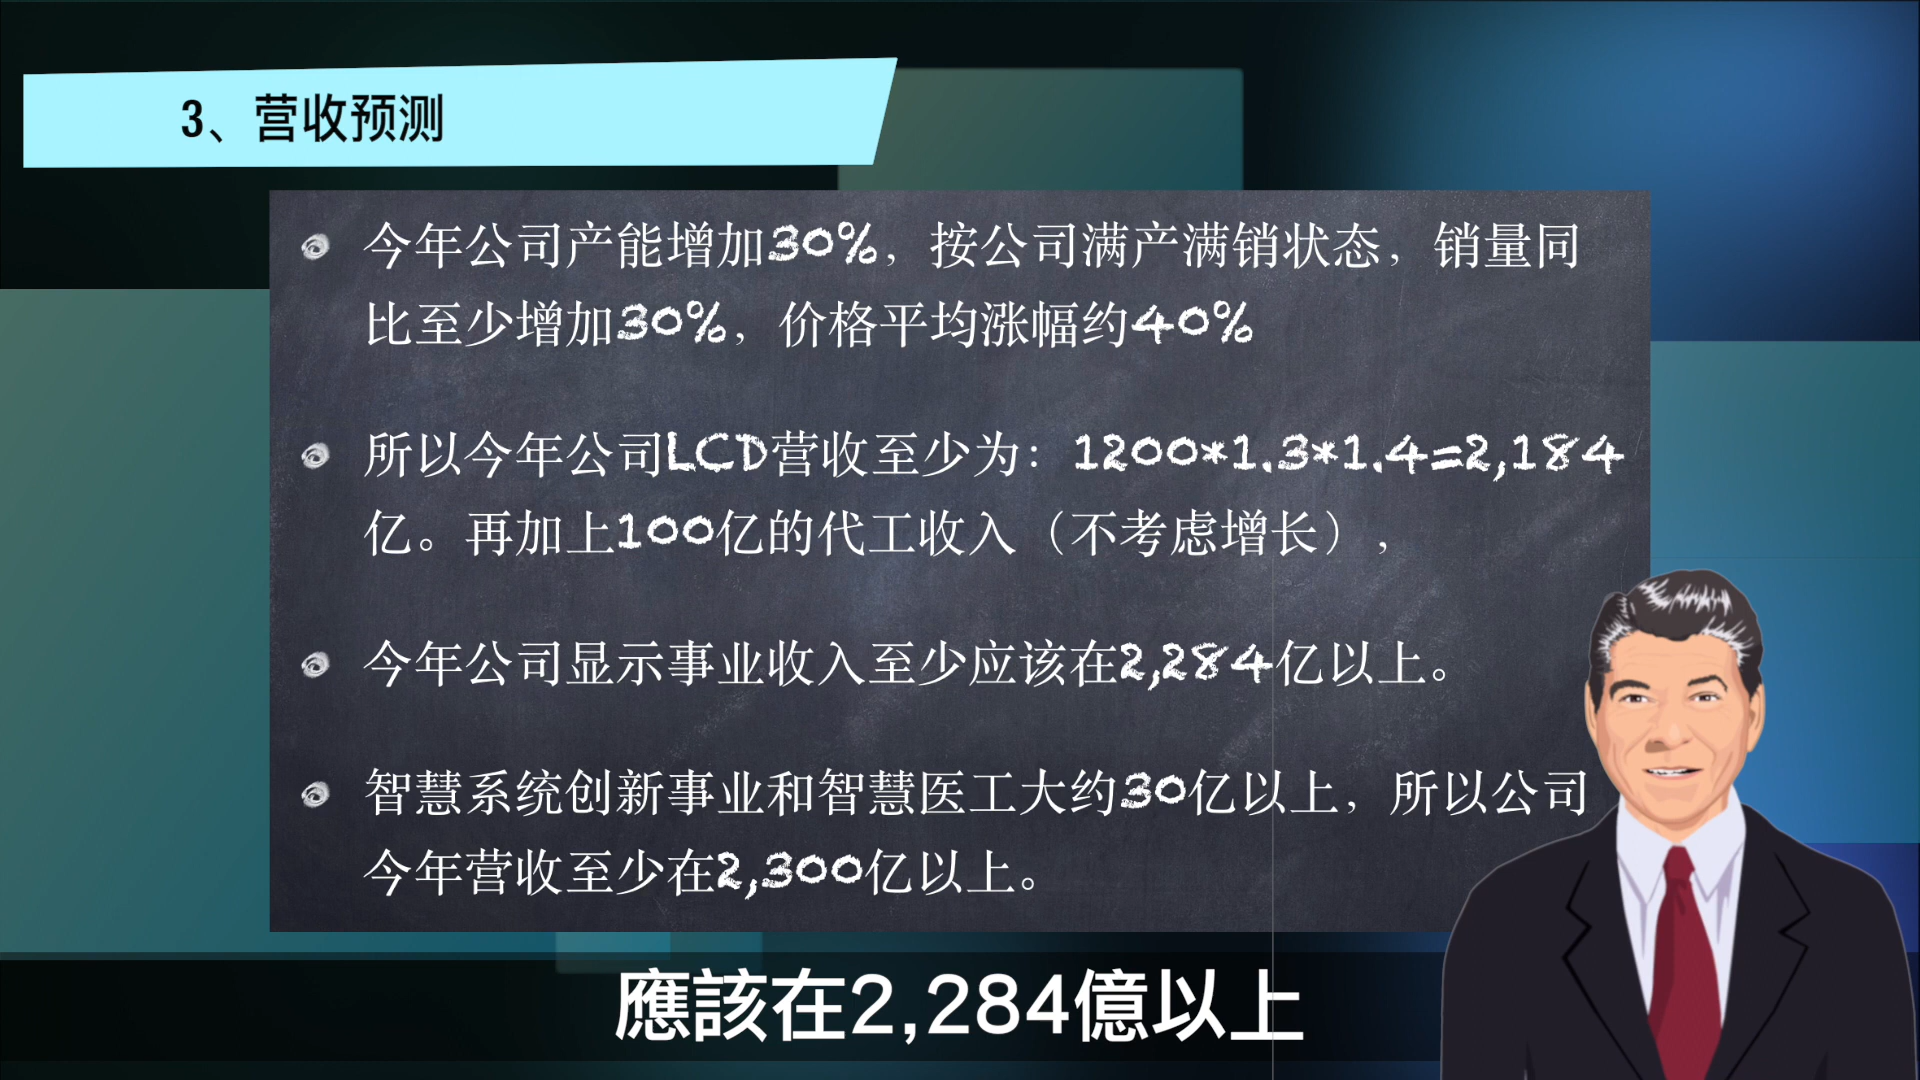 3、营收预测
今年公司产能增加30%，按公司满产满销状态，销量同
比至少增加30%，价格平均涨幅约40%
所以今年公司LCD营收至少为：1200*1.3*1.4=2,184
亿。再加上100亿的代工收入（不考虑增长），
今年公司显示事业收入至少应该在2,284亿以上。
智慧系统创新事业和智慧医工大约30亿以上，所以公司
今年营收至少在2,300亿以上。
應該在2,284億以上